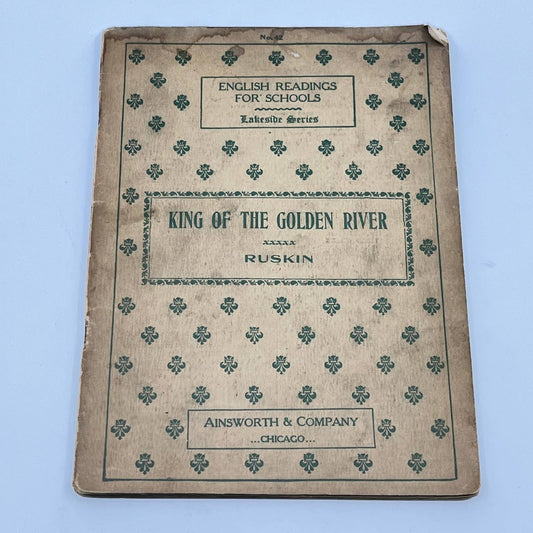 No. 42
ENGLISH READINGS
FOR SCHOOLS
Lakeside Series
KING OF THE GOLDEN RIVER
xxxxx
RUSKIN
AINSWORTH & COMPANY
...CHICAGO...